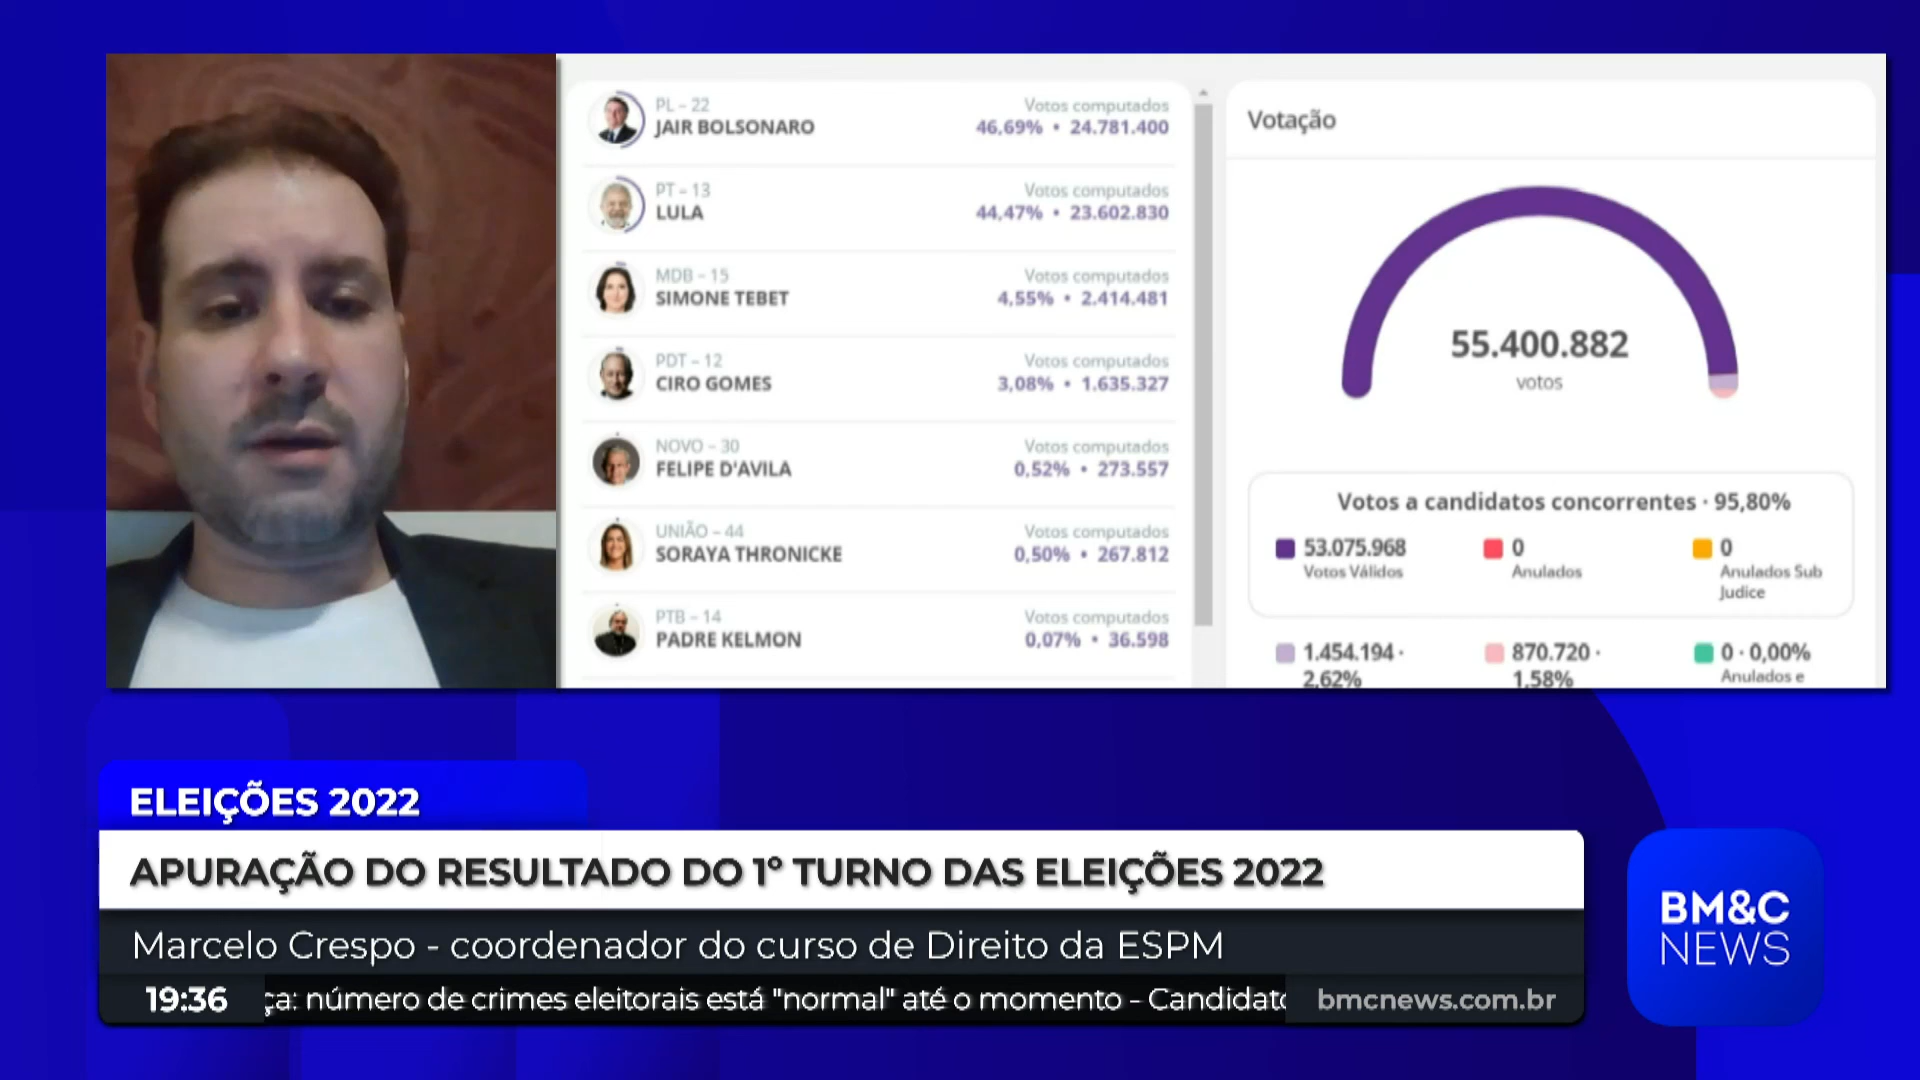 PL – 22
Votos computados
JAIR BOLSONARO
46,69% • 24.781.400
PT – 13
Votos computados
LULA
44,47% • 23.602.830
MDB – 15
Votos computados
SIMONE TEBET
4,55% • 2.414.481
PDT – 12
Votos computados
CIRO GOMES
3,08% • 1.635.327
NOVO – 30
Votos computados
FELIPE D'AVILA
0,52% • 273.557
UNIÃO – 44
Votos computados
SORAYA THRONICKE
0,50% • 267.812
PTB – 14
Votos computados
PADRE KELMON
0,07% • 36.598
Votação
55.400.882
votos
Votos a candidatos concorrentes · 95,80%
53.075.968
Votos Válidos
0
Anulados
0
Anulados Sub
Judice
1.454.194 ·
2,62%
870.720 ·
1,58%
0 · 0,00%
Anulados e
ELEIÇÕES 2022
APURAÇÃO DO RESULTADO DO 1º TURNO DAS ELEIÇÕES 2022
Marcelo Crespo - coordenador do curso de Direito da ESPM
19:36
ça: número de crimes eleitorais está "normal" até o momento - Candidato
bmcnews.com.br
BM&C
NEWS